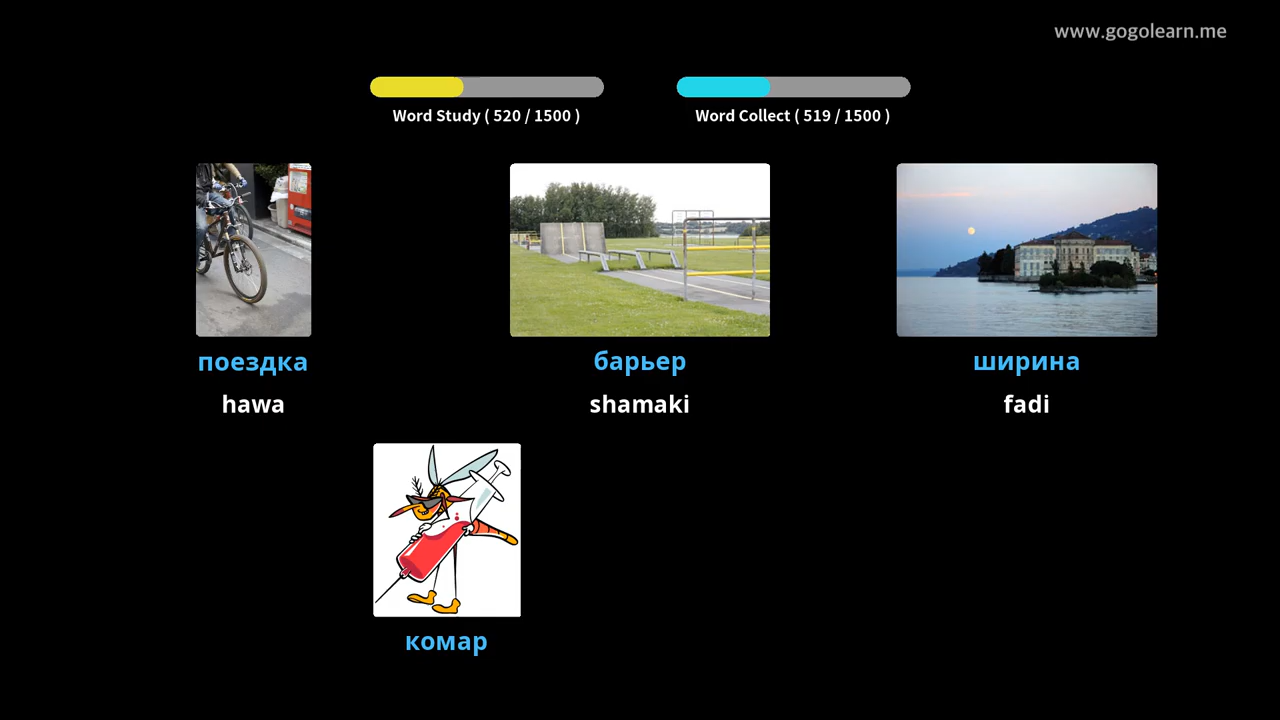 www.gogolearn.me
Word Study ( 520 / 1500 )
Word Collect ( 519 / 1500 )
поездка
барьер
ширина
hawa
shamaki
fadi
комар